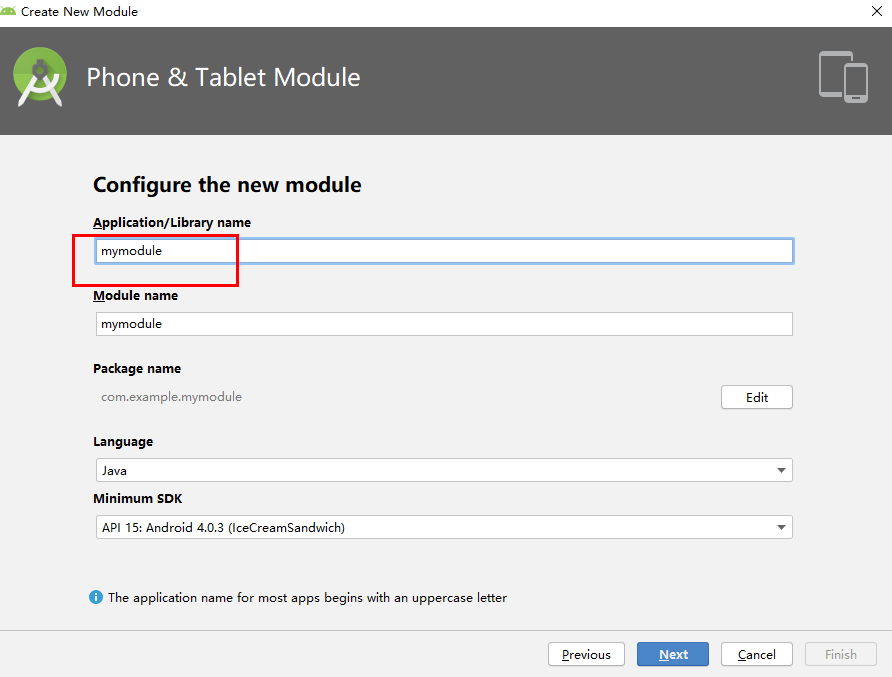 Create New Module
Phone & Tablet Module
Configure the new module
Application/Library name
mymodule
Module name
mymodule
Package name
com.example.mymodule
Edit
Language
Java
Minimum SDK
API 15: Android 4.0.3 (IceCreamSandwich)
The application name for most apps begins with an uppercase letter
Previous Next Cancel Finish